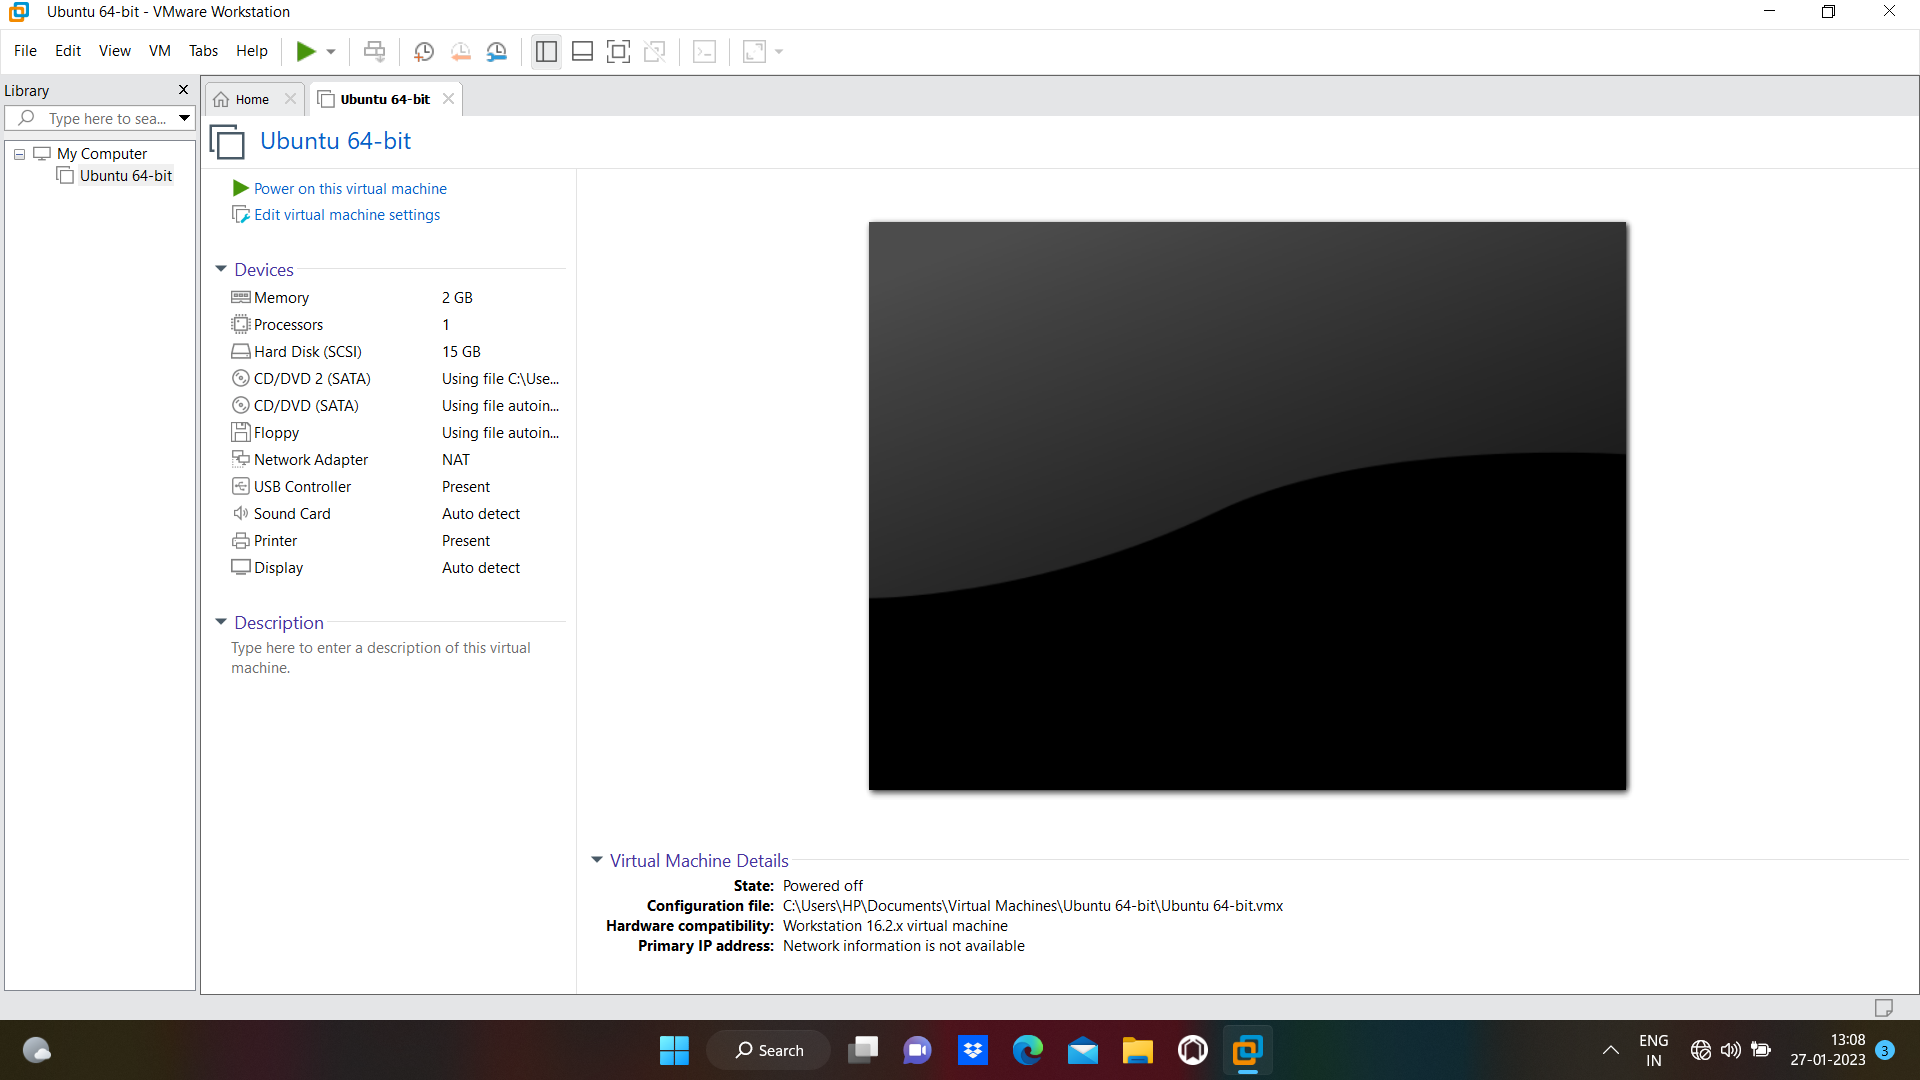 Ubuntu 64-bit - VMware Workstation
File Edit View VM Tabs Help
Library
Type here to sea...
My Computer
Ubuntu 64-bit
Home
Ubuntu 64-bit
Ubuntu 64-bit
Power on this virtual machine
Edit virtual machine settings
Devices
Memory 2 GB
Processors 1
Hard Disk (SCSI) 15 GB
CD/DVD 2 (SATA) Using file C:\Use...
CD/DVD (SATA) Using file autoin...
Floppy Using file autoin...
Network Adapter NAT
USB Controller Present
Sound Card Auto detect
Printer Present
Display Auto detect
Description
Type here to enter a description of this virtual
machine.
Virtual Machine Details
State: Powered off
Configuration file: C:\Users\HP\Documents\Virtual Machines\Ubuntu 64-bit\Ubuntu 64-bit.vmx
Hardware compatibility: Workstation 16.2.x virtual machine
Primary IP address: Network information is not available
Search
ENG
IN
13:08
27-01-2023
3